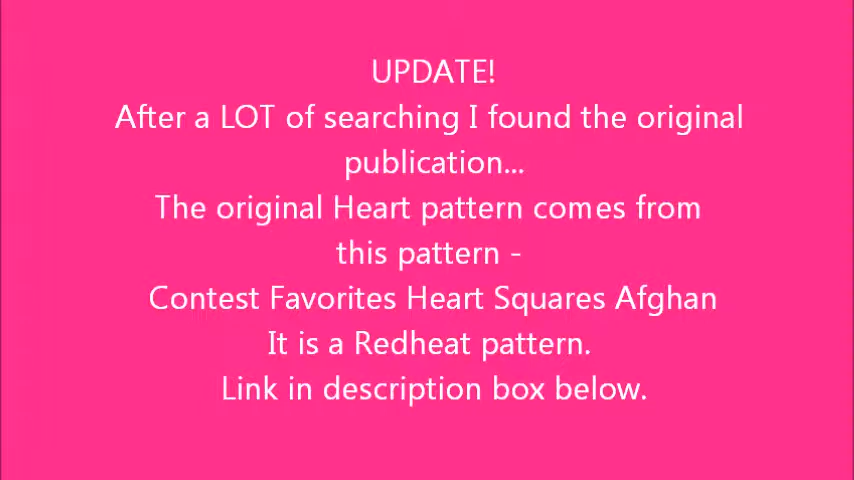 UPDATE!
After a LOT of searching I found the original
publication...
The original Heart pattern comes from
this pattern -
Contest Favorites Heart Squares Afghan
It is a Redheat pattern.
Link in description box below.